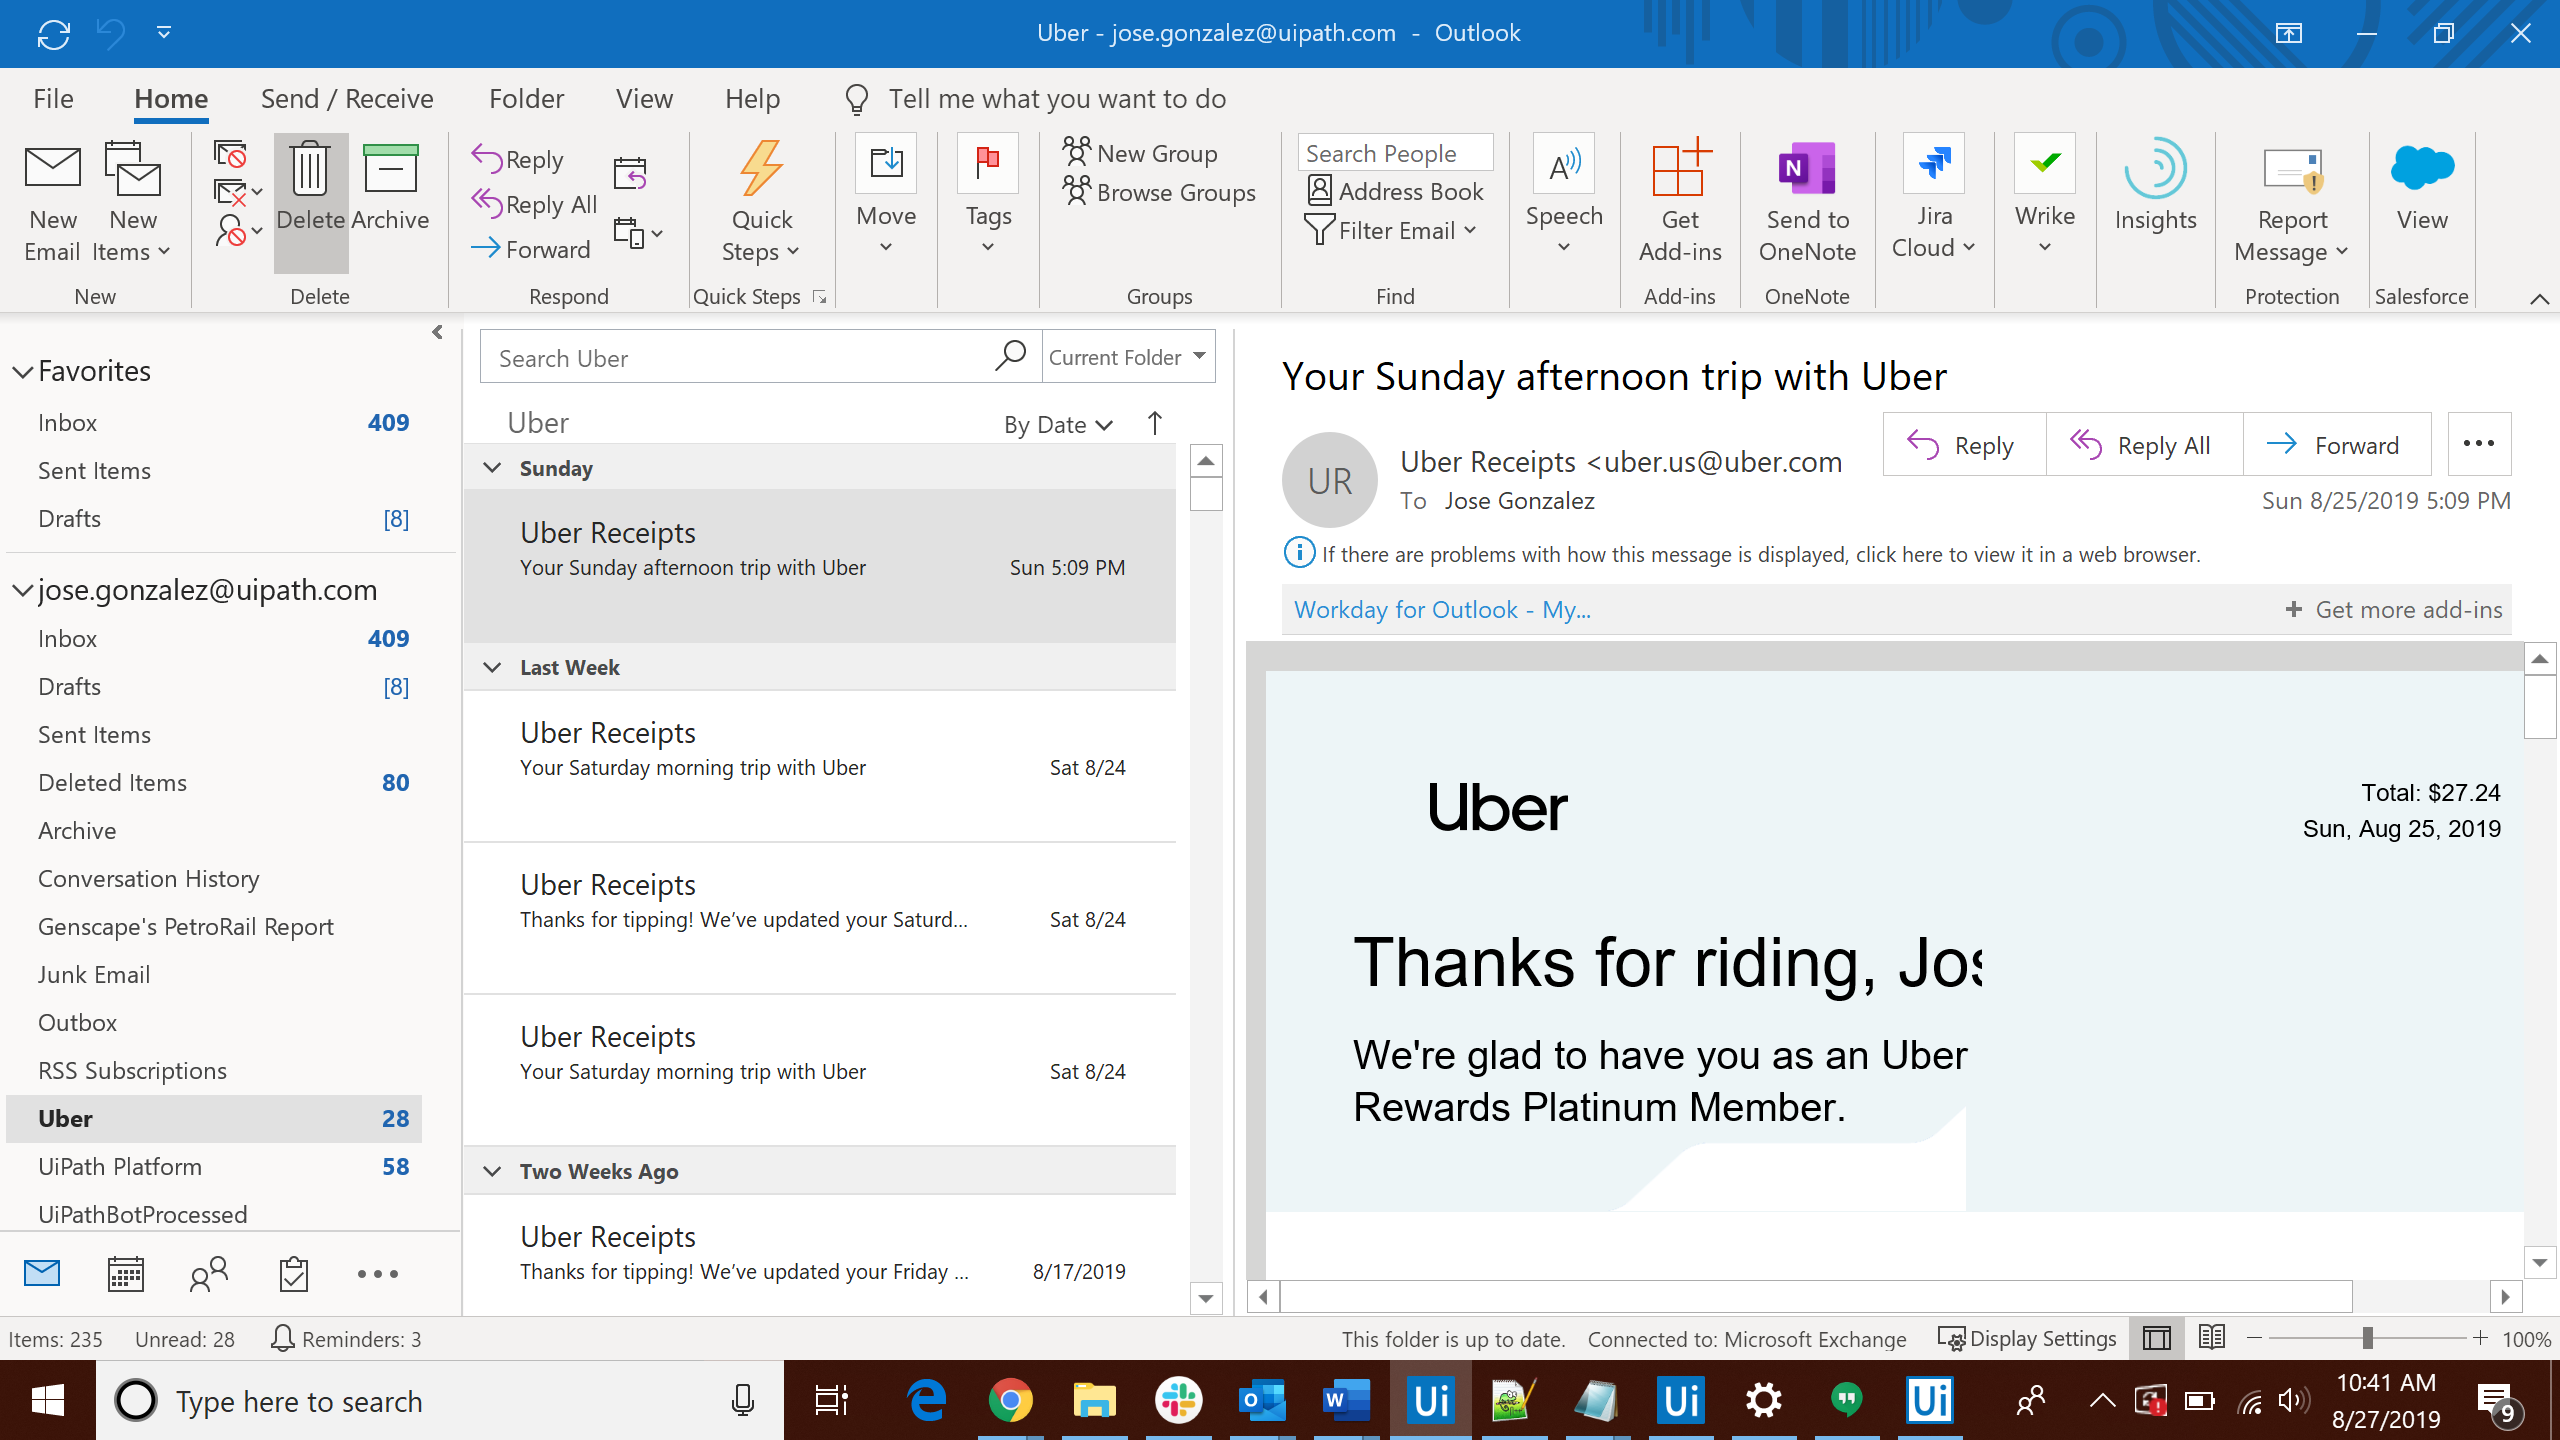 Uber - jose.gonzalez@uipath.com - Outlook
File Home Send / Receive Folder View Help Tell me what you want to do
New Email
New Items
Delete
Archive
Reply
Reply All
Forward
Quick Steps
Move
Tags
New Group
Browse Groups
Search People
Address Book
Filter Email
A
Speech
Get Add-ins
N
Send to OneNote
Jira Cloud
Wrike
Insights
Report Message
View
New Delete Respond Quick Steps Groups Find Add-ins OneNote Protection Salesforce
Favorites
Inbox 409
Sent Items
Drafts [8]
jose.gonzalez@uipath.com
Inbox 409
Drafts [8]
Sent Items
Deleted Items 80
Archive
Conversation History
Genscape's PetroRail Report
Junk Email
Outbox
RSS Subscriptions
Uber 28
UiPath Platform 58
UiPathBotProcessed
Search Uber Current Folder
Uber By Date
Sunday
Uber Receipts
Your Sunday afternoon trip with Uber Sun 5:09 PM
Last Week
Uber Receipts
Your Saturday morning trip with Uber Sat 8/24
Uber Receipts
Thanks for tipping! We’ve updated your Saturd... Sat 8/24
Uber Receipts
Your Saturday morning trip with Uber Sat 8/24
Two Weeks Ago
Uber Receipts
Thanks for tipping! We’ve updated your Friday ... 8/17/2019
Your Sunday afternoon trip with Uber
UR
Uber Receipts <uber.us@uber.com
Reply Reply All Forward
To Jose Gonzalez
Sun 8/25/2019 5:09 PM
If there are problems with how this message is displayed, click here to view it in a web browser.
Workday for Outlook - My... + Get more add-ins
Uber
Total: $27.24
Sun, Aug 25, 2019
Thanks for riding, Jos
We're glad to have you as an Uber
Rewards Platinum Member.
Items: 235 Unread: 28 Reminders: 3 This folder is up to date. Connected to: Microsoft Exchange Display Settings 100%
Type here to search
O
W
Ui
Ui
Ui
10:41 AM
8/27/2019
9